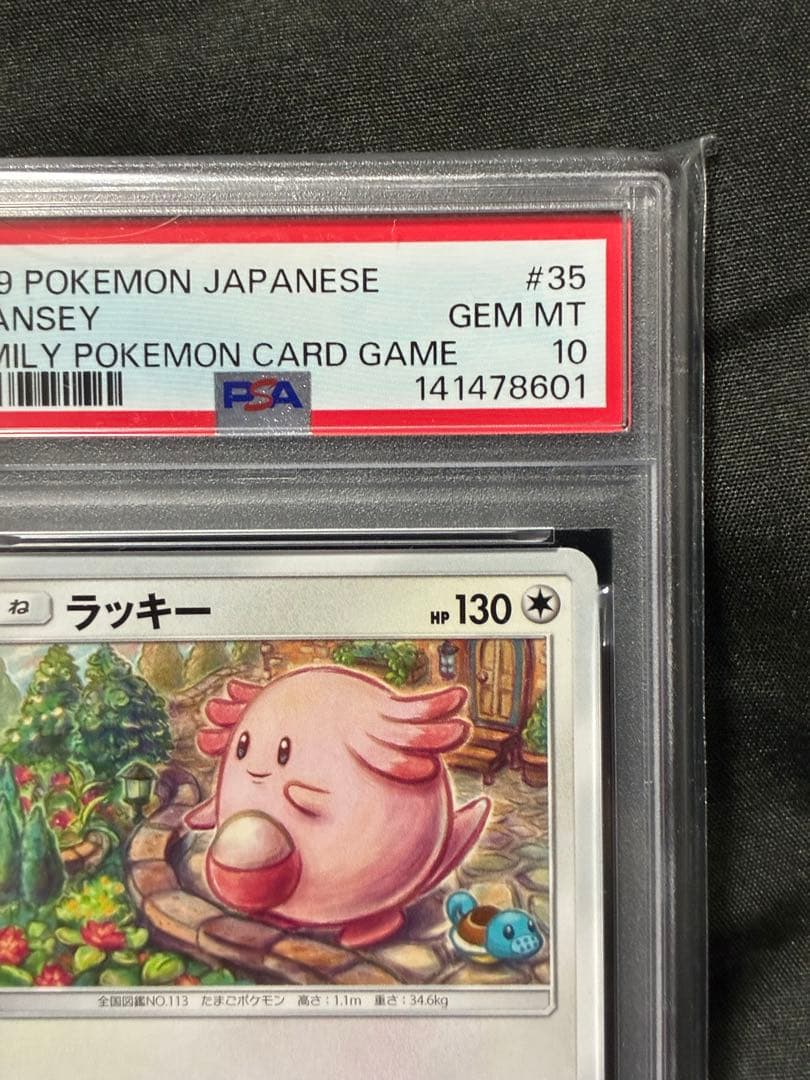 9 POKEMON JAPANESE #35
ANSEY GEM MT
MILY POKEMON CARD GAME 10
PSA 141478601
ね ラッキー HP 130
全国図鑑NO.113 たまごポケモン 高さ:1.1m 重さ:34.6kg